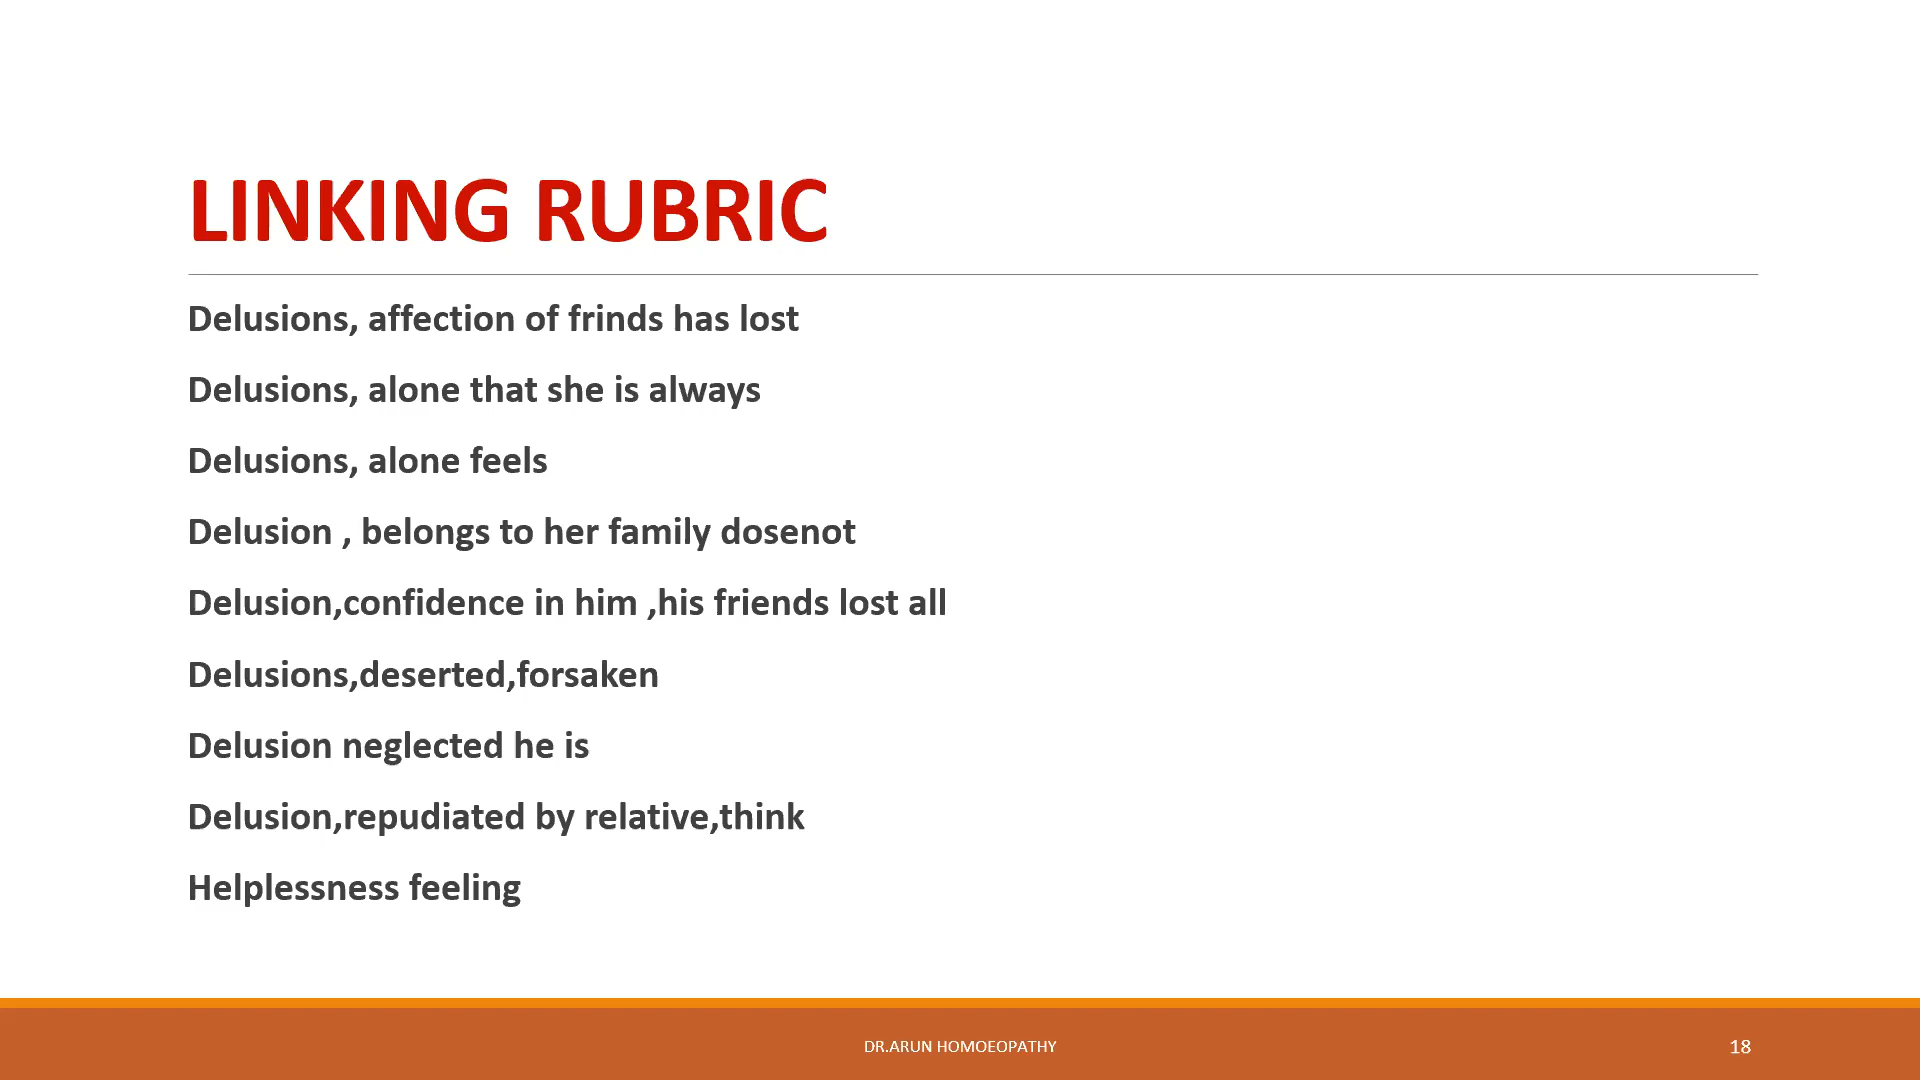 LINKING RUBRIC
Delusions, affection of frinds has lost
Delusions, alone that she is always
Delusions, alone feels
Delusion , belongs to her family dosenot
Delusion,confidence in him ,his friends lost all
Delusions,deserted,forsaken
Delusion neglected he is
Delusion,repudiated by relative,think
Helplessness feeling
DR.ARUN HOMOEOPATHY
18